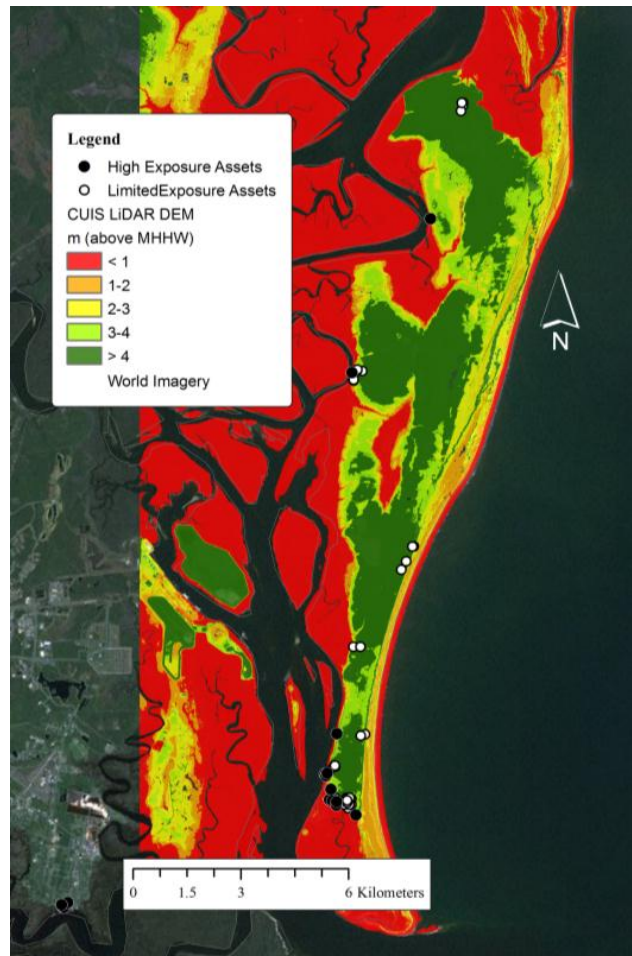 Legend
High Exposure Assets
LimitedExposure Assets
CUIS LiDAR DEM
m (above MHHW)
< 1
1-2
2-3
3-4
> 4
World Imagery
N
0 1.5 3 6 Kilometers